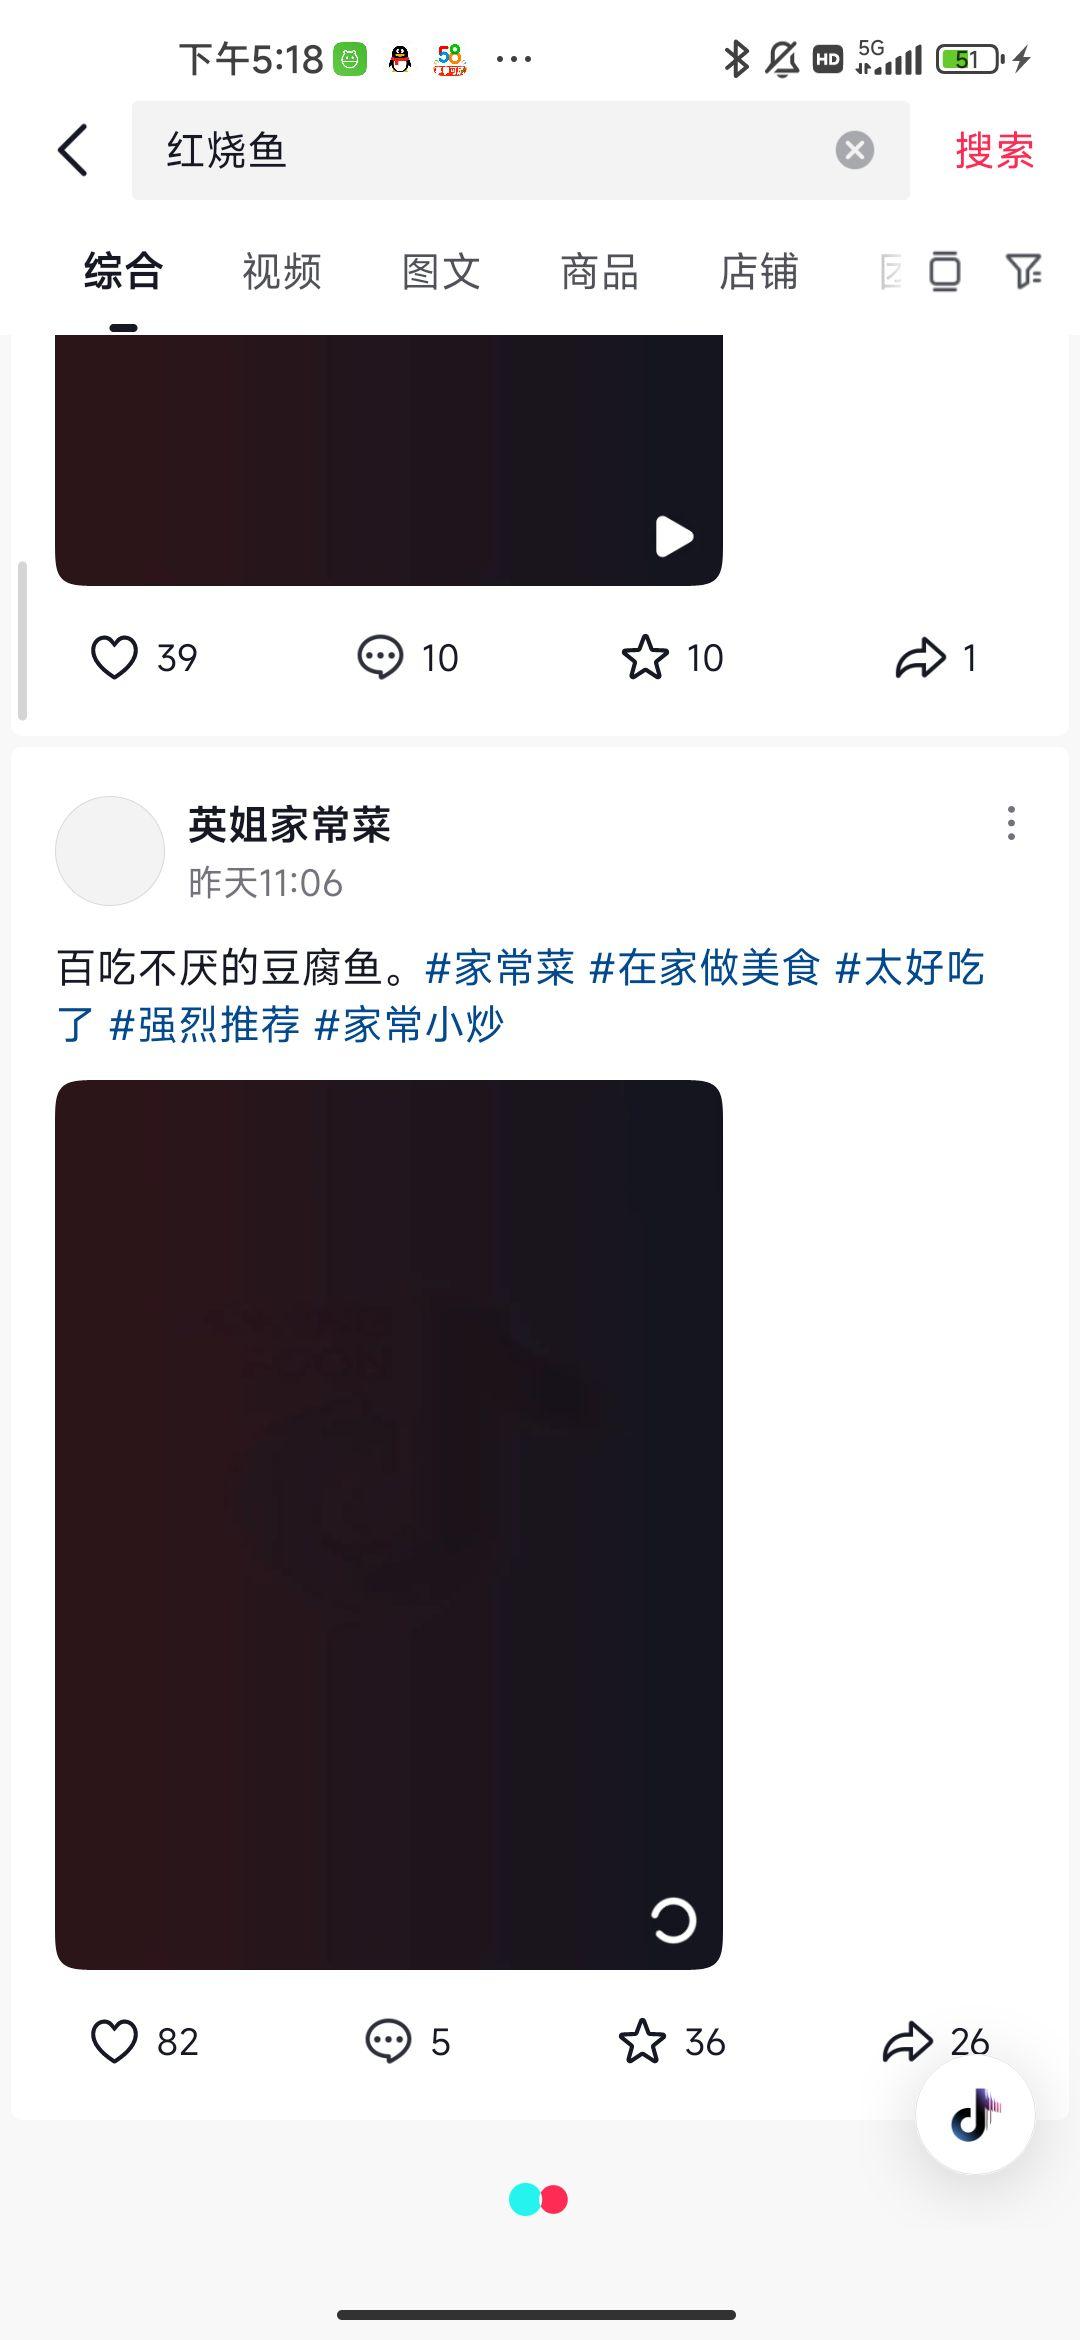 下午5:18
58
HD
5G
51
红烧鱼
搜索
综合 视频 图文 商品 店铺
39 10 10 1
英姐家常菜
昨天11:06
百吃不厌的豆腐鱼。#家常菜 #在家做美食 #太好吃
了 #强烈推荐 #家常小炒
82 5 36 26